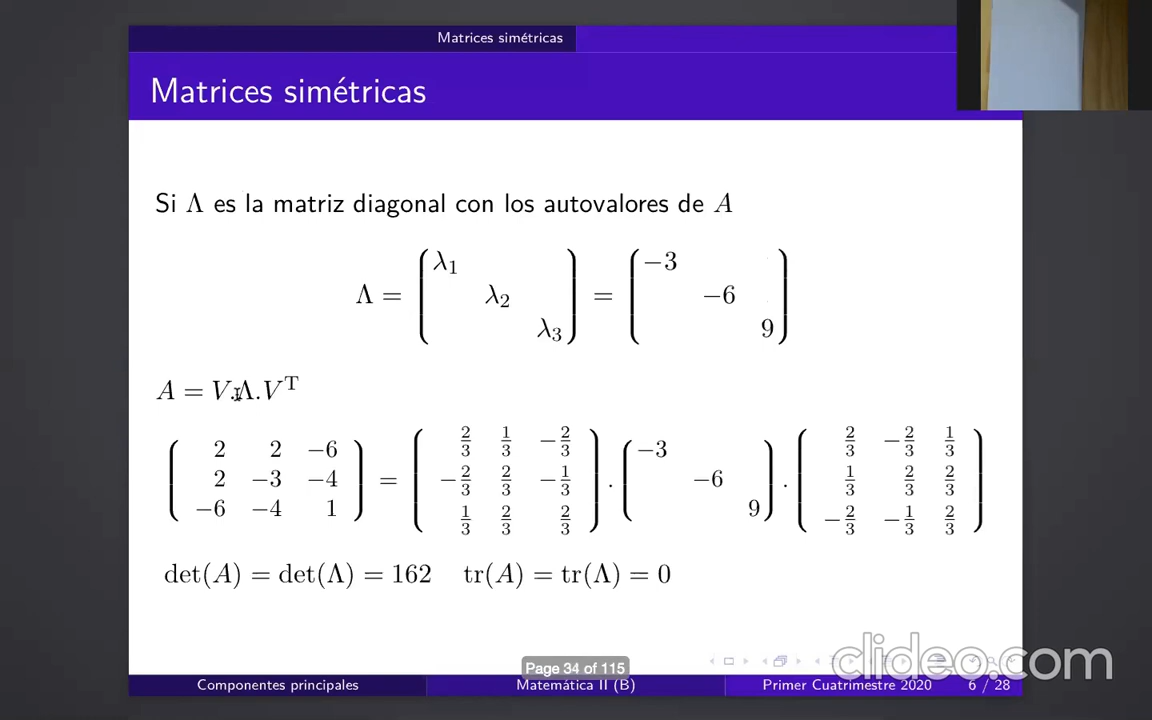 Matrices simétricas
Matrices simétricas
Si Λ es la matriz diagonal con los autovalores de A
Λ = ( λ₁ λ₂ λ₃ ) = ( −3 −6 9 )
A = V.Λ.Vᵀ
( 2 2 −6 ; 2 −3 −4 ; −6 −4 1 ) = ( 2/3 1/3 −2/3 ; −2/3 2/3 −1/3 ; 1/3 2/3 2/3 ) · ( −3 −6 9 ) · ( 2/3 −2/3 1/3 ; 1/3 2/3 2/3 ; −2/3 −1/3 2/3 )
det(A) = det(Λ) = 162 tr(A) = tr(Λ) = 0
clideo.com
Page 34 of 115
Componentes principales Matemática II (B) Primer Cuatrimestre 2020 6 / 28